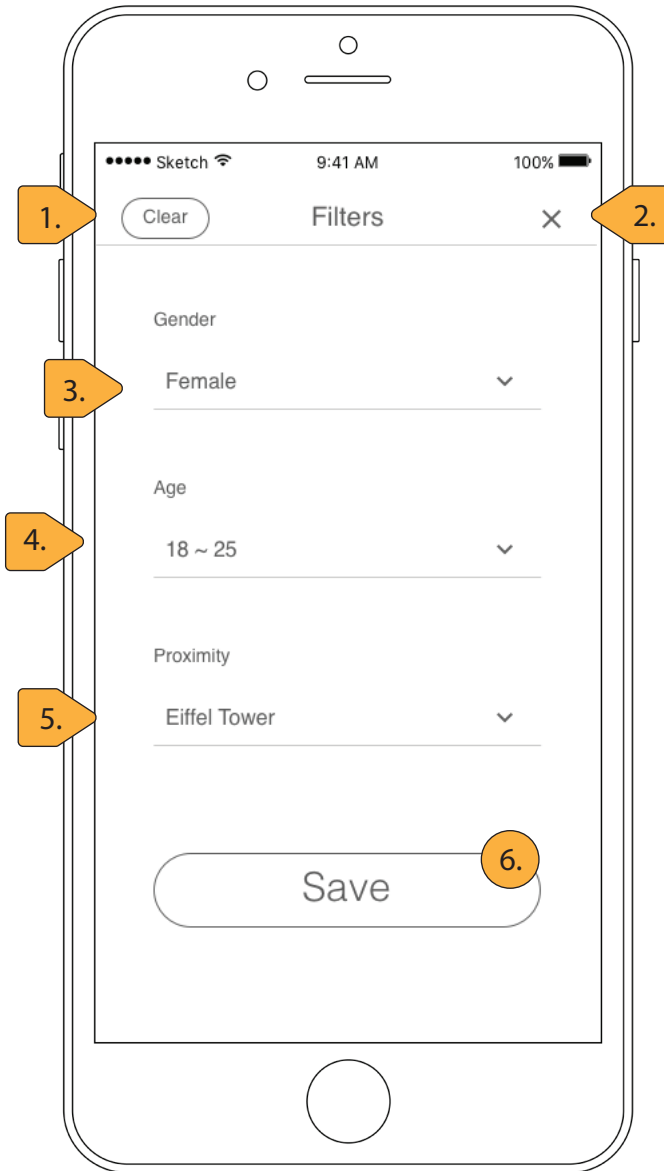 ●●●●● Sketch 9:41 AM 100%
1. Clear Filters 2.
Gender
3. Female
Age
4. 18 ~ 25
Proximity
5. Eiffel Tower
6.
Save